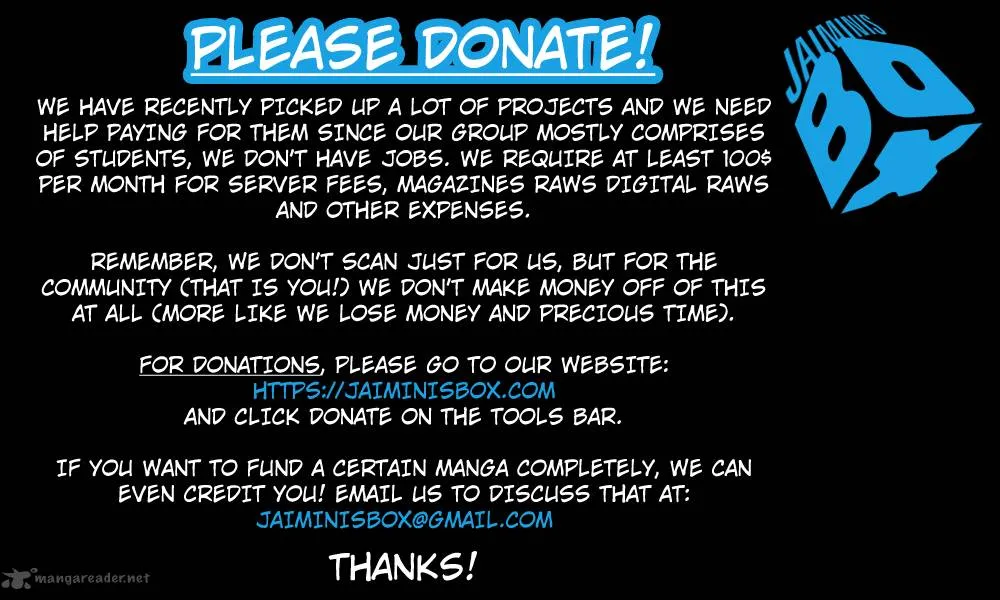 PLEASE DONATE!
JAIMINIS
BOX
WE HAVE RECENTLY PICKED UP A LOT OF PROJECTS AND WE NEED
HELP PAYING FOR THEM SINCE OUR GROUP MOSTLY COMPRISES
OF STUDENTS, WE DON'T HAVE JOBS. WE REQUIRE AT LEAST 100$
PER MONTH FOR SERVER FEES, MAGAZINES RAWS DIGITAL RAWS
AND OTHER EXPENSES.
REMEMBER, WE DON'T SCAN JUST FOR US, BUT FOR THE
COMMUNITY (THAT IS YOU!) WE DON'T MAKE MONEY OFF OF THIS
AT ALL (MORE LIKE WE LOSE MONEY AND PRECIOUS TIME).
FOR DONATIONS, PLEASE GO TO OUR WEBSITE:
HTTPS://JAIMINISBOX.COM
AND CLICK DONATE ON THE TOOLS BAR.
IF YOU WANT TO FUND A CERTAIN MANGA COMPLETELY, WE CAN
EVEN CREDIT YOU! EMAIL US TO DISCUSS THAT AT:
JAIMINISBOX@GMAIL.COM
THANKS!
mangareader.net